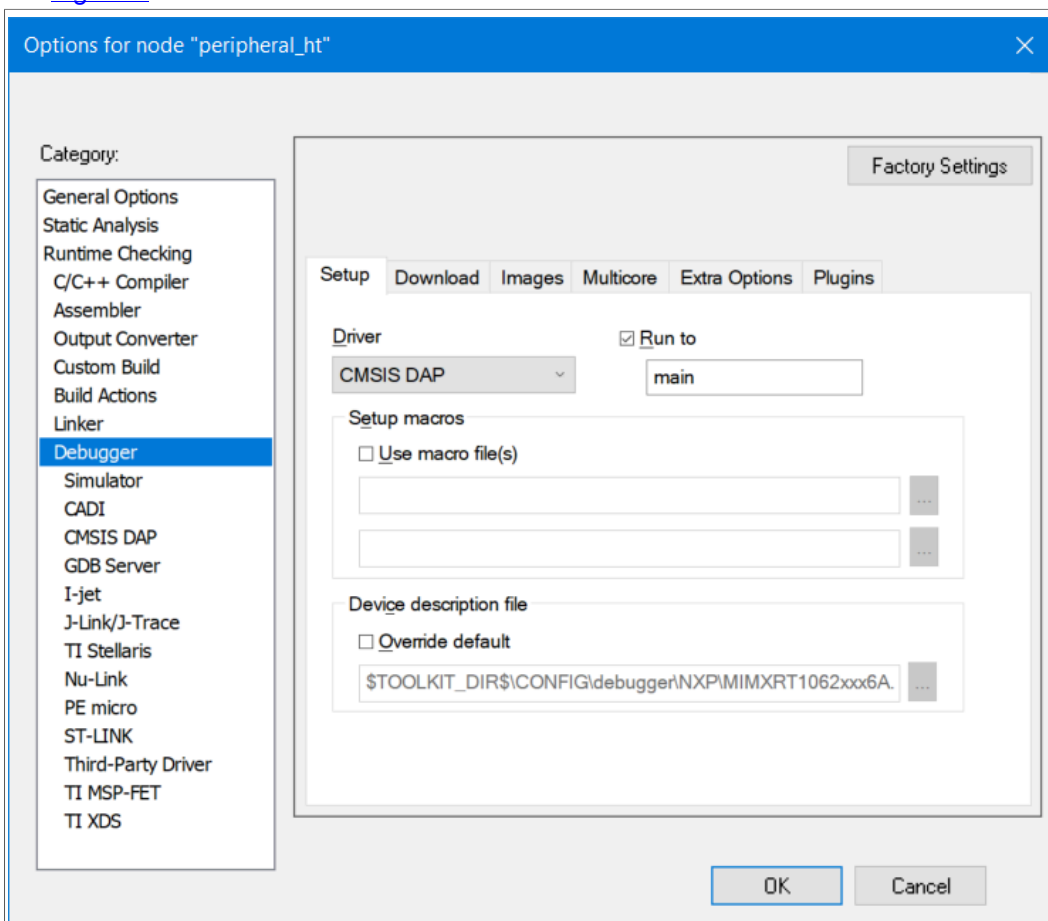 Options for node "peripheral_ht"
Category:
Factory Settings
General Options
Static Analysis
Runtime Checking
C/C++ Compiler
Assembler
Output Converter
Custom Build
Build Actions
Linker
Debugger
Simulator
CADI
CMSIS DAP
GDB Server
I-jet
J-Link/J-Trace
TI Stellaris
Nu-Link
PE micro
ST-LINK
Third-Party Driver
TI MSP-FET
TI XDS
Setup Download Images Multicore Extra Options Plugins
Driver Run to
CMSIS DAP main
Setup macros
Use macro file(s)
...
...
Device description file
Override default
$TOOLKIT_DIR$\CONFIG\debugger\NXP\MIMXRT1062xxx6A. ...
OK Cancel